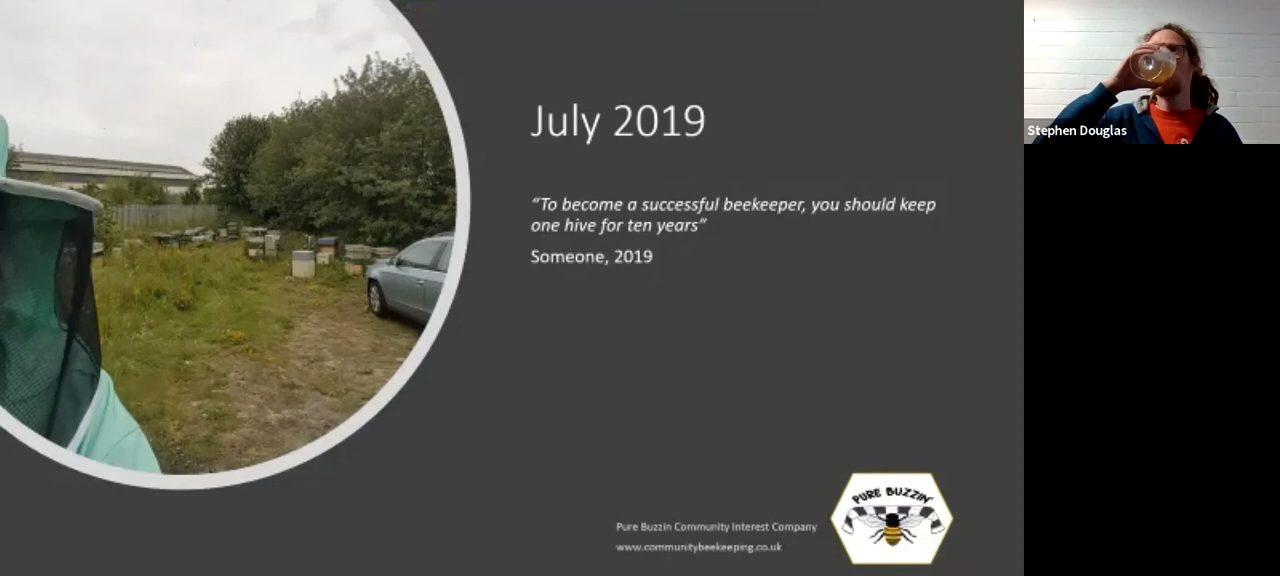 July 2019
“To become a successful beekeeper, you should keep
one hive for ten years”
Someone, 2019
Stephen Douglas
PURE BUZZIN'
Pure Buzzin Community Interest Company
www.communitybeekeeping.co.uk